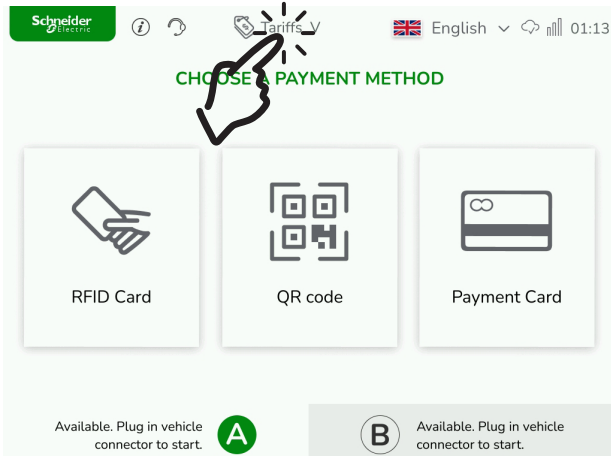 Schneider
Electric
Tariffs V
English
01:13
CHOOSE A PAYMENT METHOD
RFID Card
QR code
Payment Card
Available. Plug in vehicle
connector to start.
A
B
Available. Plug in vehicle
connector to start.